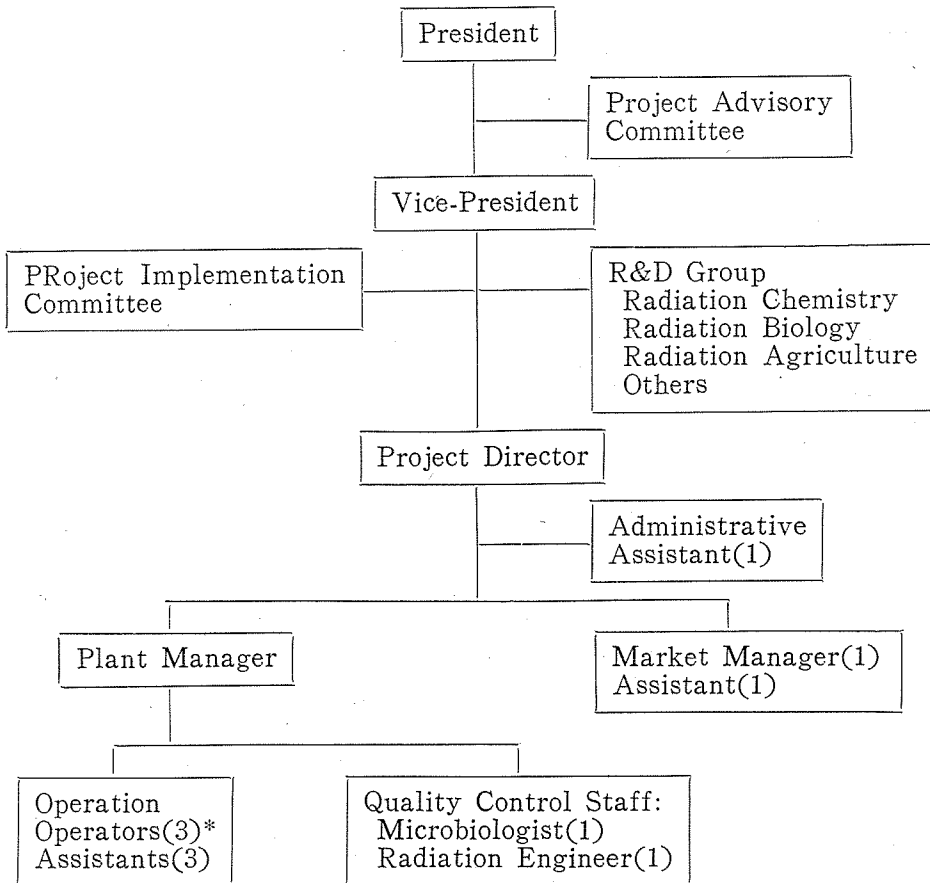 President
Project Advisory
Committee
Vice-President
PRoject Implementation
Committee
R&D Group
Radiation Chemistry
Radiation Biology
Radiation Agriculture
Others
Project Director
Administrative
Assistant(1)
Plant Manager
Market Manager(1)
Assistant(1)
Operation
Operators(3)*
Assistants(3)
Quality Control Staff:
Microbiologist(1)
Radiation Engineer(1)